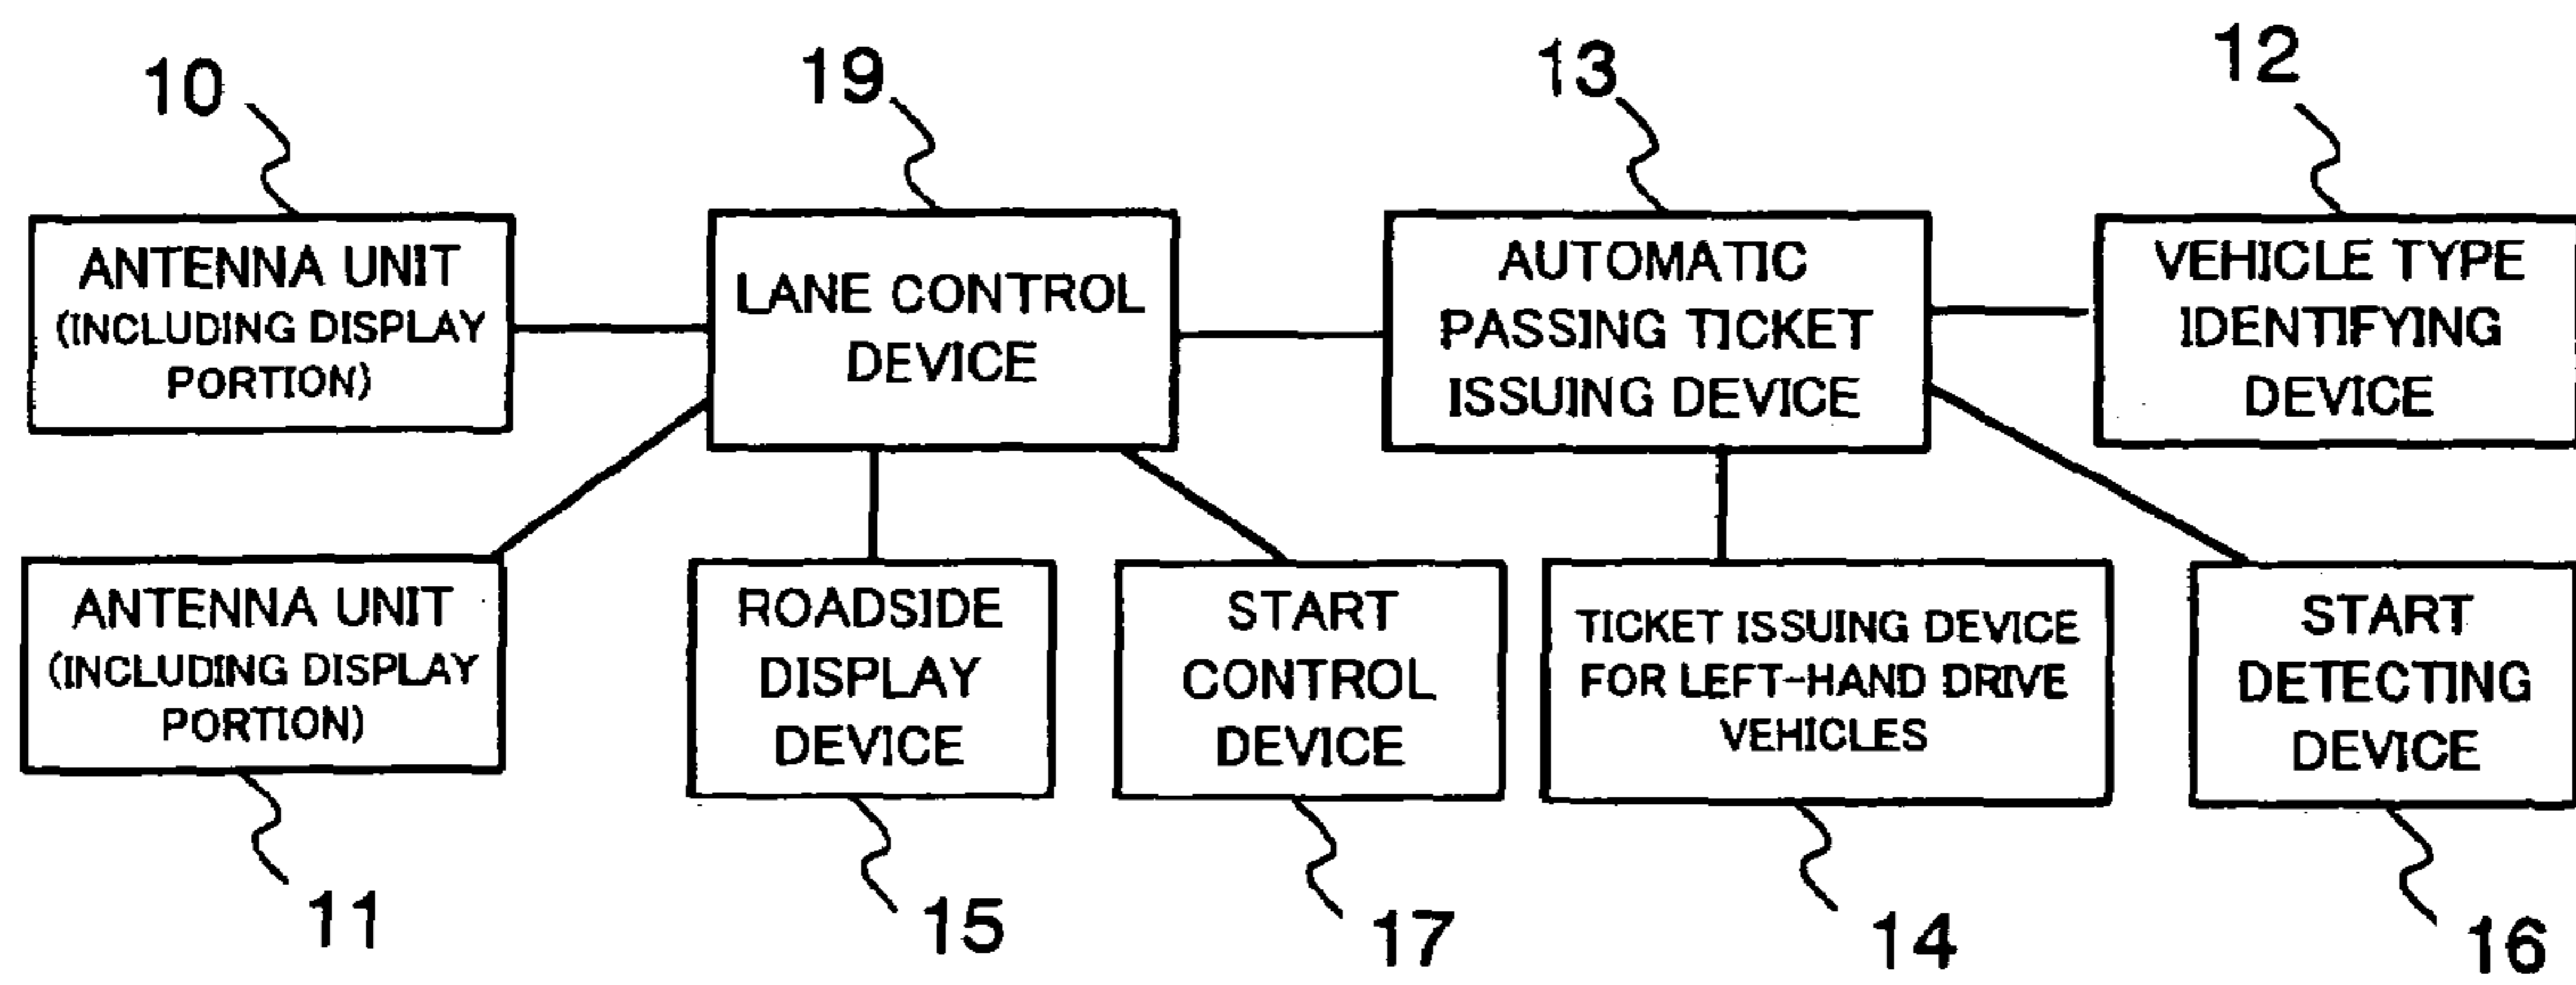 10
19
13
12
ANTENNA UNIT
(INCLUDING DISPLAY
PORTION)
LANE CONTROL
DEVICE
AUTOMATIC
PASSING TICKET
ISSUING DEVICE
VEHICLE TYPE
IDENTIFYING
DEVICE
ANTENNA UNIT
(INCLUDING DISPLAY
PORTION)
ROADSIDE
DISPLAY
DEVICE
START
CONTROL
DEVICE
TICKET ISSUING DEVICE
FOR LEFT-HAND DRIVE
VEHICLES
START
DETECTING
DEVICE
11
15
17
14
16